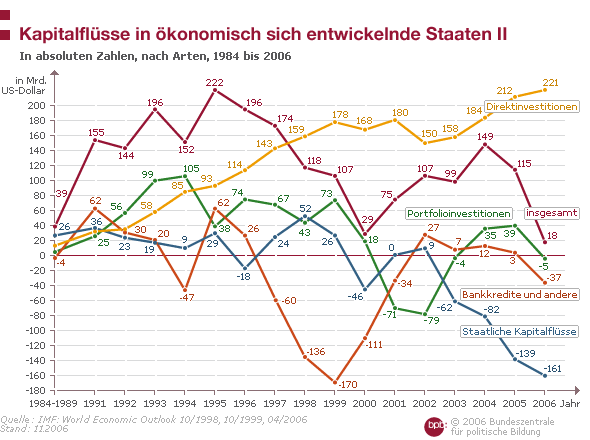 Kapitalflüsse in ökonomisch sich entwickelnde Staaten II
In absoluten Zahlen, nach Arten, 1984 bis 2006
in Mrd.
US-Dollar
200
180
160
140
120
100
80
60
40
20
0
-20
-40
-60
-80
-100
-120
-140
-160
-180
39 155 144 196 152 222 196 174 118 107 29 75 107 99 149 115 18
insgesamt
58 85 93 114 143 159 178 168 180 150 158 184 212 221
Direktinvestitionen
25 56 99 105 38 74 67 43 73 18 -71 -79 -4 35 39 -5
Portfolioinvestitionen
-4 62 30 20 -47 62 26 -60 -136 -170 -111 -34 27 7 12 3 -37
Bankkredite und andere
26 36 23 19 9 29 -18 24 52 26 -46 0 9 -62 -82 -139 -161
Staatliche Kapitalflüsse
1984-1989 1991 1992 1993 1994 1995 1996 1997 1998 1999 2000 2001 2002 2003 2004 2005 2006 Jahr
Quelle: IMF: World Economic Outlook 10/1998, 10/1999, 04/2006
Stand: 11.2006
bpb:
© 2006 Bundeszentrale
für politische Bildung